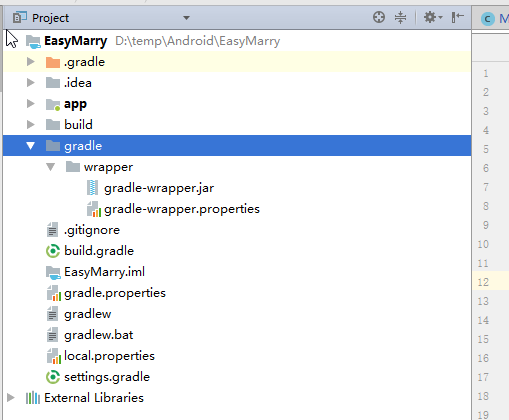 Project
EasyMarry D:\temp\Android\EasyMarry
.gradle
.idea
app
build
gradle
wrapper
gradle-wrapper.jar
gradle-wrapper.properties
.gitignore
build.gradle
EasyMarry.iml
gradle.properties
gradlew
gradlew.bat
local.properties
settings.gradle
External Libraries
C M
1
2
3
4
5
6
7
8
9
10
11
12
13
14
15
16
17
18
19